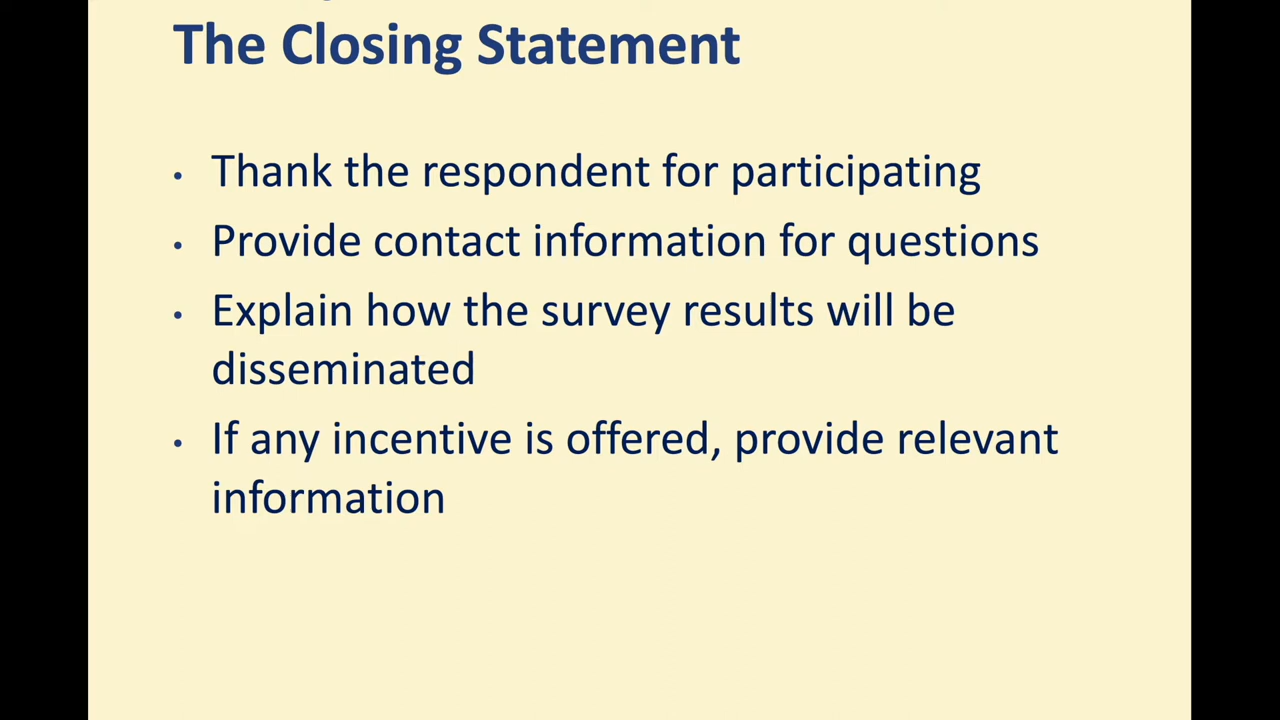 The Closing Statement
• Thank the respondent for participating
• Provide contact information for questions
• Explain how the survey results will be
disseminated
• If any incentive is offered, provide relevant
information